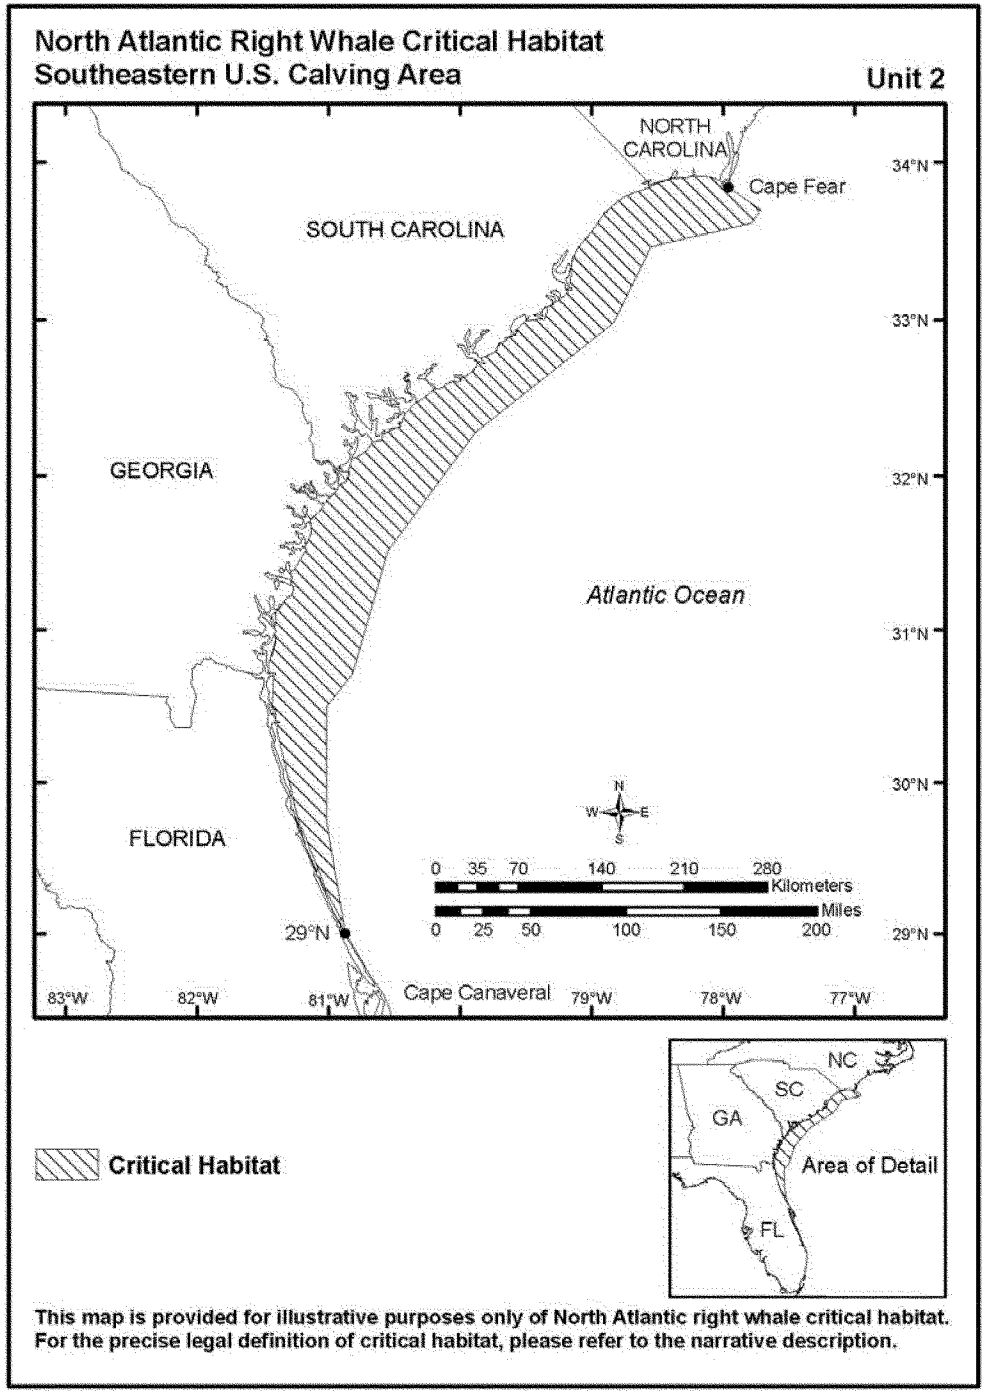 North Atlantic Right Whale Critical Habitat
Southeastern U.S. Calving Area
Unit 2
NORTH
CAROLINA
34°N
Cape Fear
SOUTH CAROLINA
33°N
GEORGIA
32°N
Atlantic Ocean
31°N
30°N
N
W E
S
FLORIDA
0 35 70 140 210 280
Kilometers
Miles
0 25 50 100 150 200
29°N
29°N
83°W 82°W 81°W Cape Canaveral 79°W 78°W 77°W
NC
SC
GA
Area of Detail
FL
Critical Habitat
This map is provided for illustrative purposes only of North Atlantic right whale critical habitat.
For the precise legal definition of critical habitat, please refer to the narrative description.